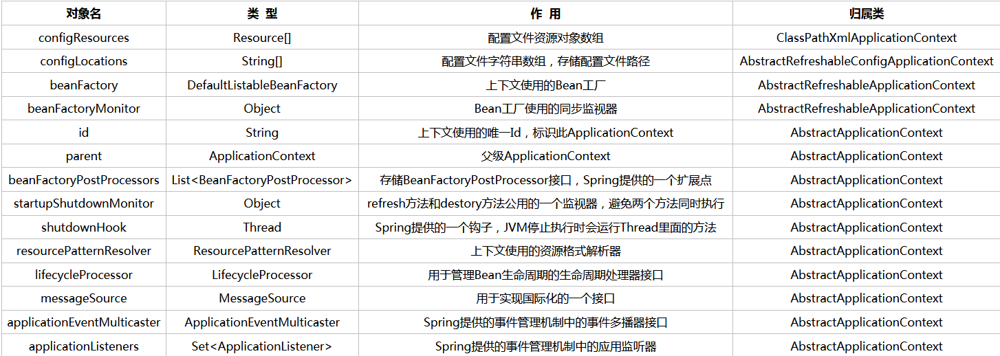 对象名 类 型 作 用 归属类
configResources Resource[] 配置文件资源对象数组 ClassPathXmlApplicationContext
configLocations String[] 配置文件字符串数组，存储配置文件路径 AbstractRefreshableConfigApplicationContext
beanFactory DefaultListableBeanFactory 上下文使用的Bean工厂 AbstractRefreshableApplicationContext
beanFactoryMonitor Object Bean工厂使用的同步监视器 AbstractRefreshableApplicationContext
id String 上下文使用的唯一Id，标识此ApplicationContext AbstractApplicationContext
parent ApplicationContext 父级ApplicationContext AbstractApplicationContext
beanFactoryPostProcessors List<BeanFactoryPostProcessor> 存储BeanFactoryPostProcessor接口，Spring提供的一个扩展点 AbstractApplicationContext
startupShutdownMonitor Object refresh方法和destory方法公用的一个监视器，避免两个方法同时执行 AbstractApplicationContext
shutdownHook Thread Spring提供的一个钩子，JVM停止执行时会运行Thread里面的方法 AbstractApplicationContext
resourcePatternResolver ResourcePatternResolver 上下文使用的资源格式解析器 AbstractApplicationContext
lifecycleProcessor LifecycleProcessor 用于管理Bean生命周期的生命周期处理器接口 AbstractApplicationContext
messageSource MessageSource 用于实现国际化的一个接口 AbstractApplicationContext
applicationEventMulticaster ApplicationEventMulticaster Spring提供的事件管理机制中的事件多播器接口 AbstractApplicationContext
applicationListeners Set<ApplicationListener> Spring提供的事件管理机制中的应用监听器 AbstractApplicationContext